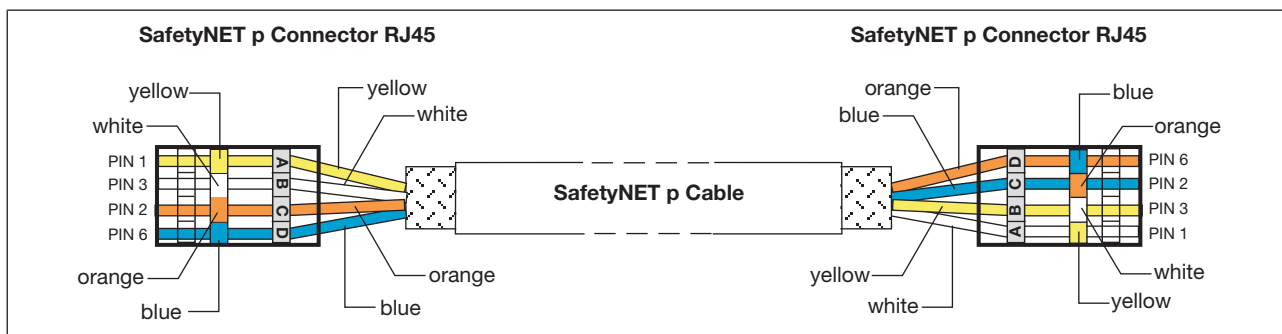 SafetyNET p Connector RJ45
SafetyNET p Connector RJ45
yellow
white
yellow
white
PIN 1
PIN 3
PIN 2
PIN 6
A
B
C
D
orange
blue
orange
blue
SafetyNET p Cable
orange
blue
blue
orange
D
C
B
A
PIN 6
PIN 2
PIN 3
PIN 1
yellow
white
white
yellow